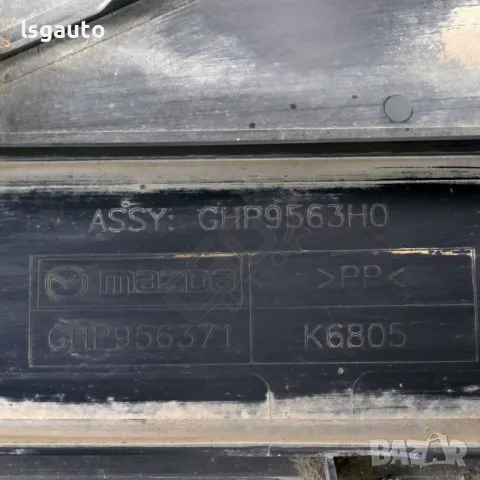 lsgauto
ASSY: GHP9563H0
mazda >PP<
GHP956371 K6805
BAZAR